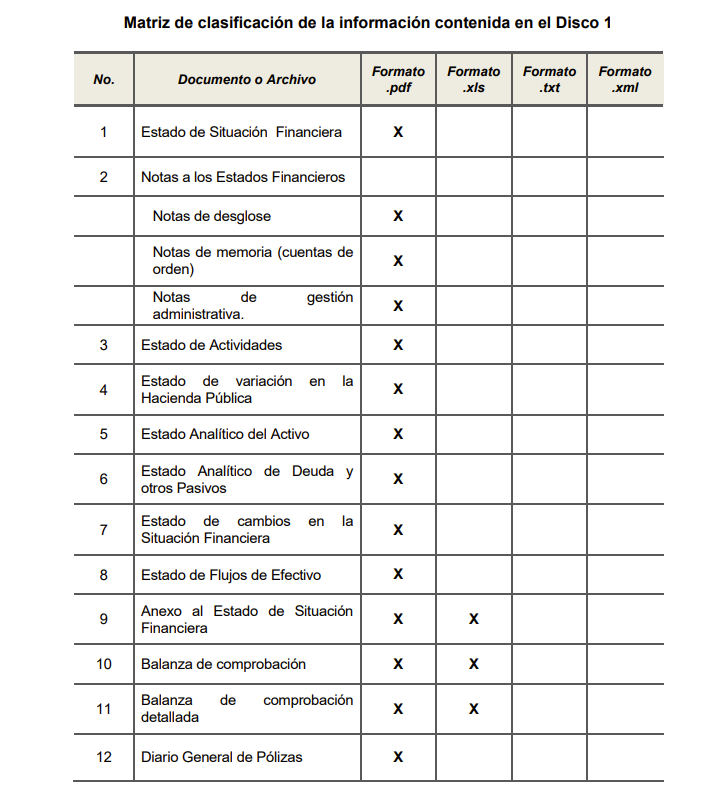 Matriz de clasificación de la información contenida en el Disco 1
No. Documento o Archivo Formato .pdf Formato .xls Formato .txt Formato .xml
1 Estado de Situación Financiera X
2 Notas a los Estados Financieros
Notas de desglose X
Notas de memoria (cuentas de
orden) X
Notas de gestión
administrativa. X
3 Estado de Actividades X
4 Estado de variación en la
Hacienda Pública X
5 Estado Analítico del Activo X
6 Estado Analítico de Deuda y
otros Pasivos X
7 Estado de cambios en la
Situación Financiera X
8 Estado de Flujos de Efectivo X
9 Anexo al Estado de Situación
Financiera X X
10 Balanza de comprobación X X
11 Balanza de comprobación
detallada X X
12 Diario General de Pólizas X